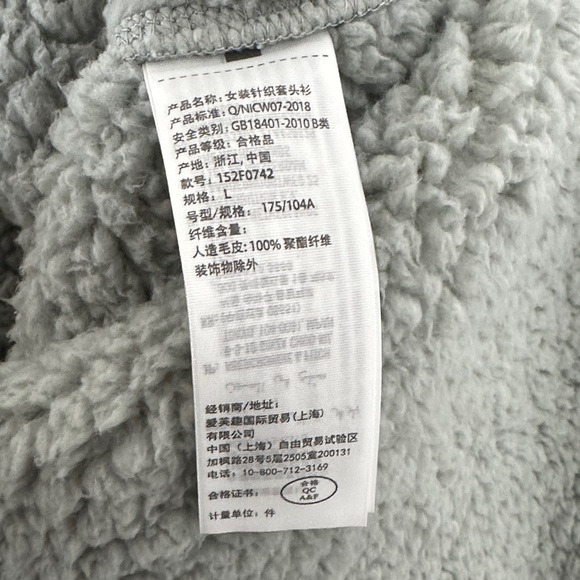 产品名称: 女装针织套头衫
产品标准: Q/NICW07-2018
安全类别: GB18401-2010 B类
产品等级: 合格品
产地: 浙江, 中国
款号: 152F0742
规格: L
号型/规格: 175/104A
纤维含量:
人造毛皮: 100% 聚酯纤维
装饰物除外
经销商/地址:
爱芙趣国际贸易(上海)
有限公司
中国(上海)自由贸易试验区
加枫路28号5层2505室200131
电话: 10-800-712-3169
合格证书:
合格
QC
A&F
计量单位: 件